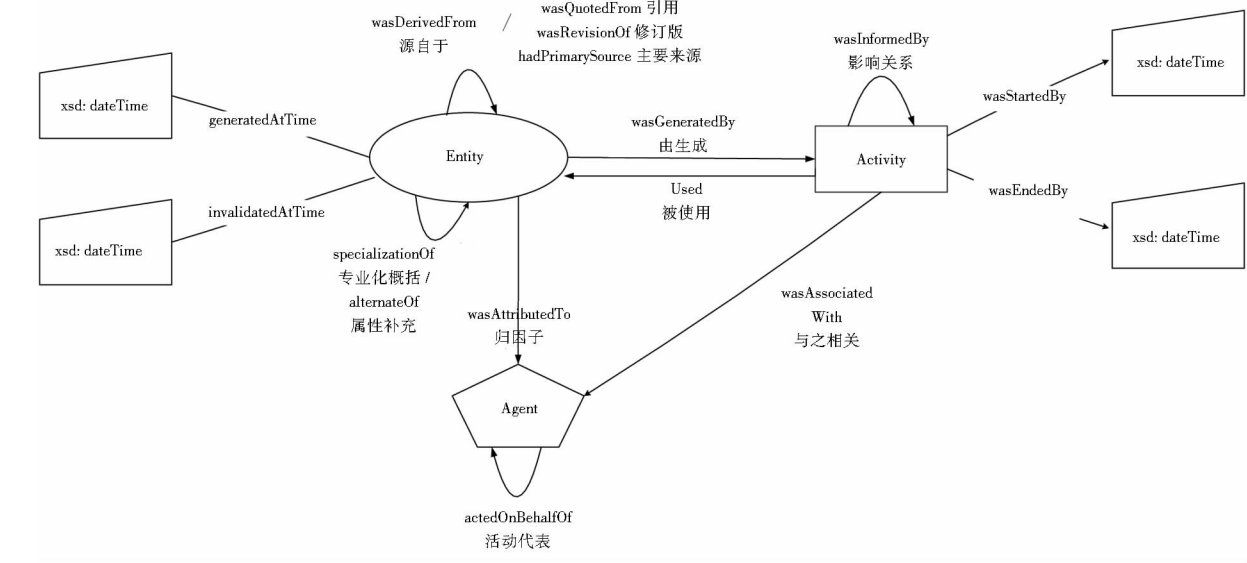 wasDerivedFrom
源自于
/
wasQuotedFrom 引用
wasRevisionOf 修订版
hadPrimarySource 主要来源
wasInformedBy
影响关系
xsd: dateTime
xsd: dateTime
generatedAtTime
wasStartedBy
wasGeneratedBy
由生成
Entity
Activity
Used
被使用
wasEndedBy
invalidatedAtTime
xsd: dateTime
xsd: dateTime
specializationOf
专业化概括 /
alternateOf
属性补充
wasAttributedTo
归因子
wasAssociated
With
与之相关
Agent
actedOnBehalfOf
活动代表